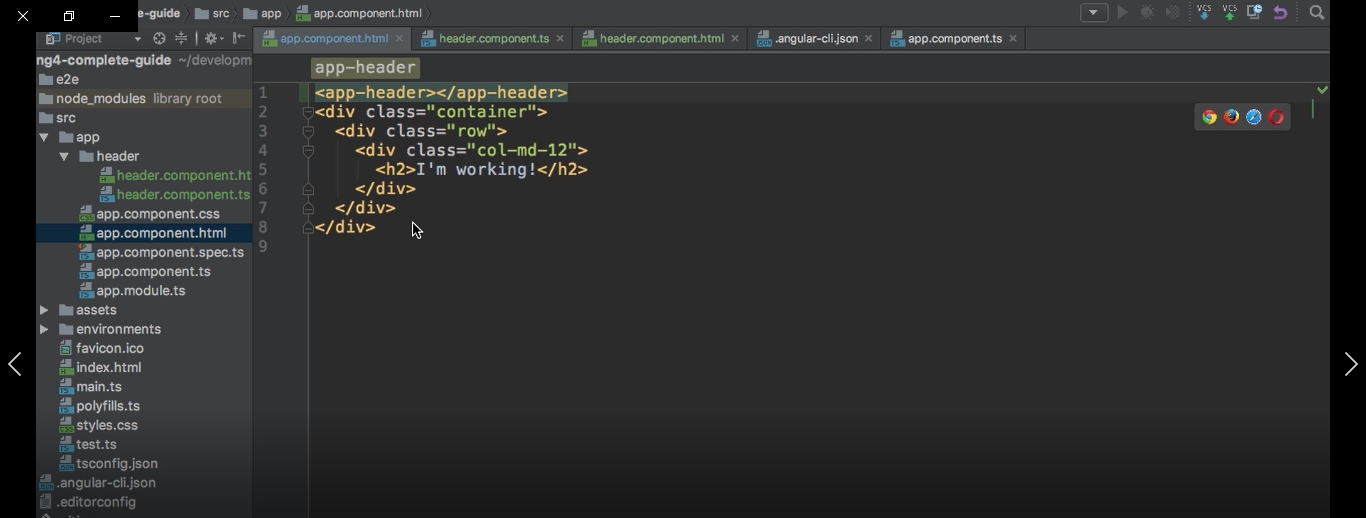 e-guide src app app.component.html
Project
app.component.html header.component.ts header.component.html .angular-cli.json app.component.ts
VCS VCS
ng4-complete-guide ~/developm
e2e
node_modules library root
src
app
header
header.component.ht
header.component.ts
app.component.css
app.component.html
app.component.spec.ts
app.component.ts
app.module.ts
assets
environments
favicon.ico
index.html
main.ts
polyfills.ts
styles.css
test.ts
tsconfig.json
.angular-cli.json
.editorconfig
app-header
1 <app-header></app-header>
2 <div class="container">
3 <div class="row">
4 <div class="col-md-12">
5 <h2>I'm working!</h2>
6 </div>
7 </div>
8 </div>
9